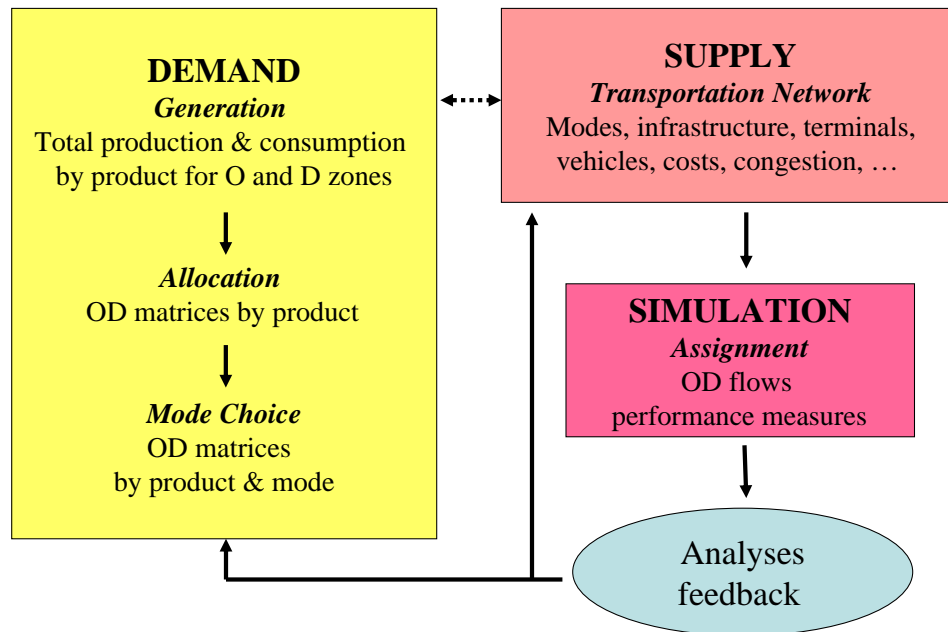 DEMAND
Generation
Total production & consumption
by product for O and D zones
Allocation
OD matrices by product
Mode Choice
OD matrices
by product & mode
SUPPLY
Transportation Network
Modes, infrastructure, terminals,
vehicles, costs, congestion, …
SIMULATION
Assignment
OD flows
performance measures
Analyses
feedback